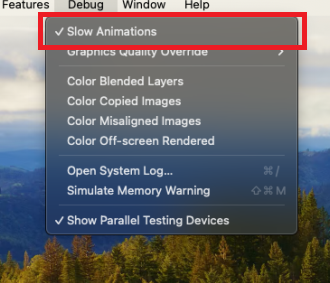 Features Debug Window Help
✓ Slow Animations
Graphics Quality Override >
Color Blended Layers
Color Copied Images
Color Misaligned Images
Color Off-screen Rendered
Open System Log... ⌘ /
Simulate Memory Warning ⇧⌘M
✓ Show Parallel Testing Devices